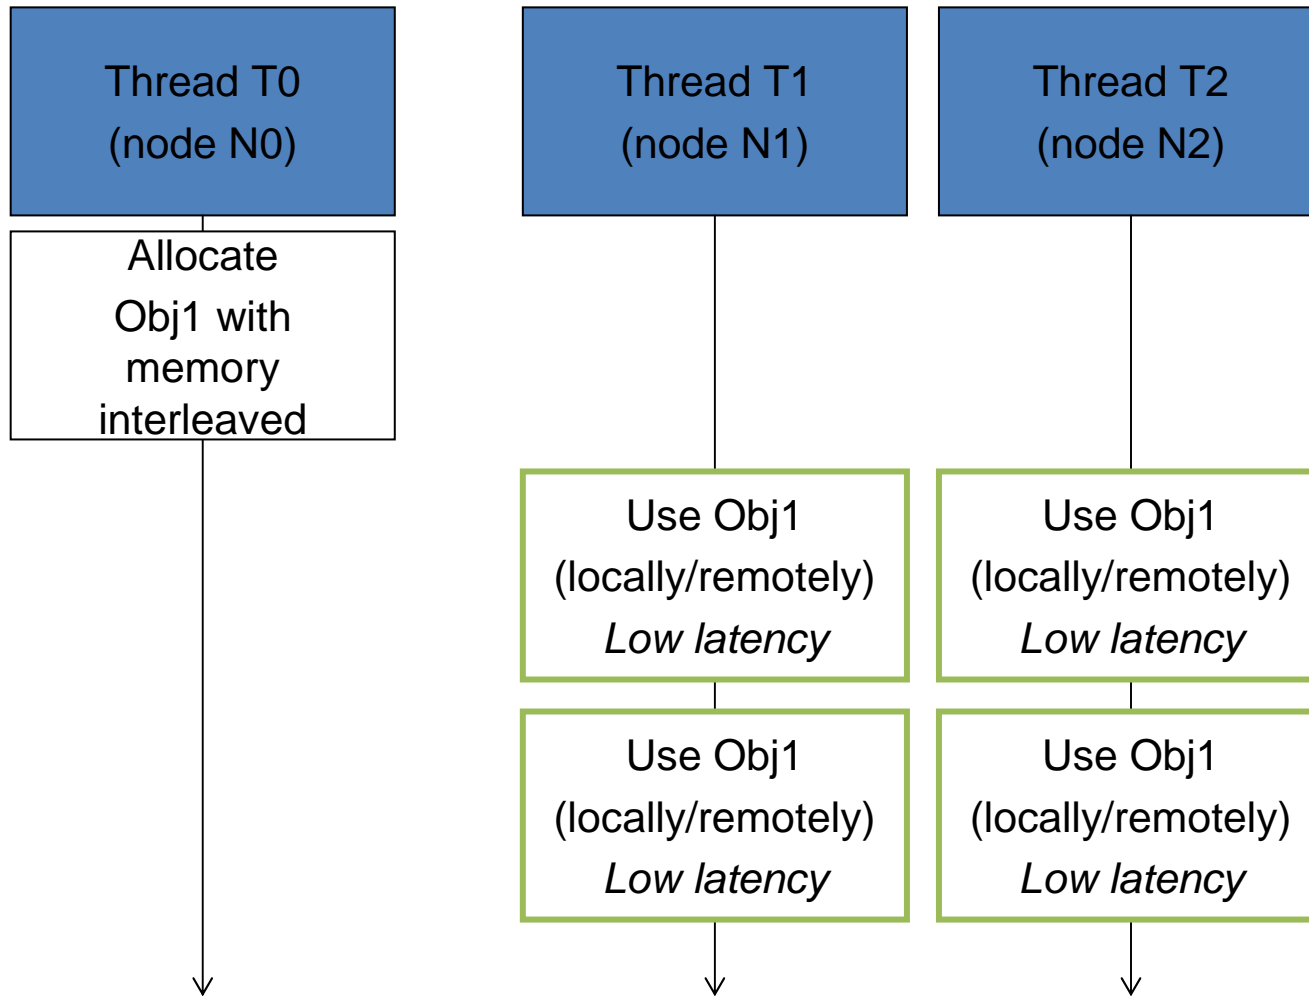 Thread T0
(node N0)
Thread T1
(node N1)
Thread T2
(node N2)
Allocate
Obj1 with
memory
interleaved
Use Obj1
(locally/remotely)
Low latency
Use Obj1
(locally/remotely)
Low latency
Use Obj1
(locally/remotely)
Low latency
Use Obj1
(locally/remotely)
Low latency